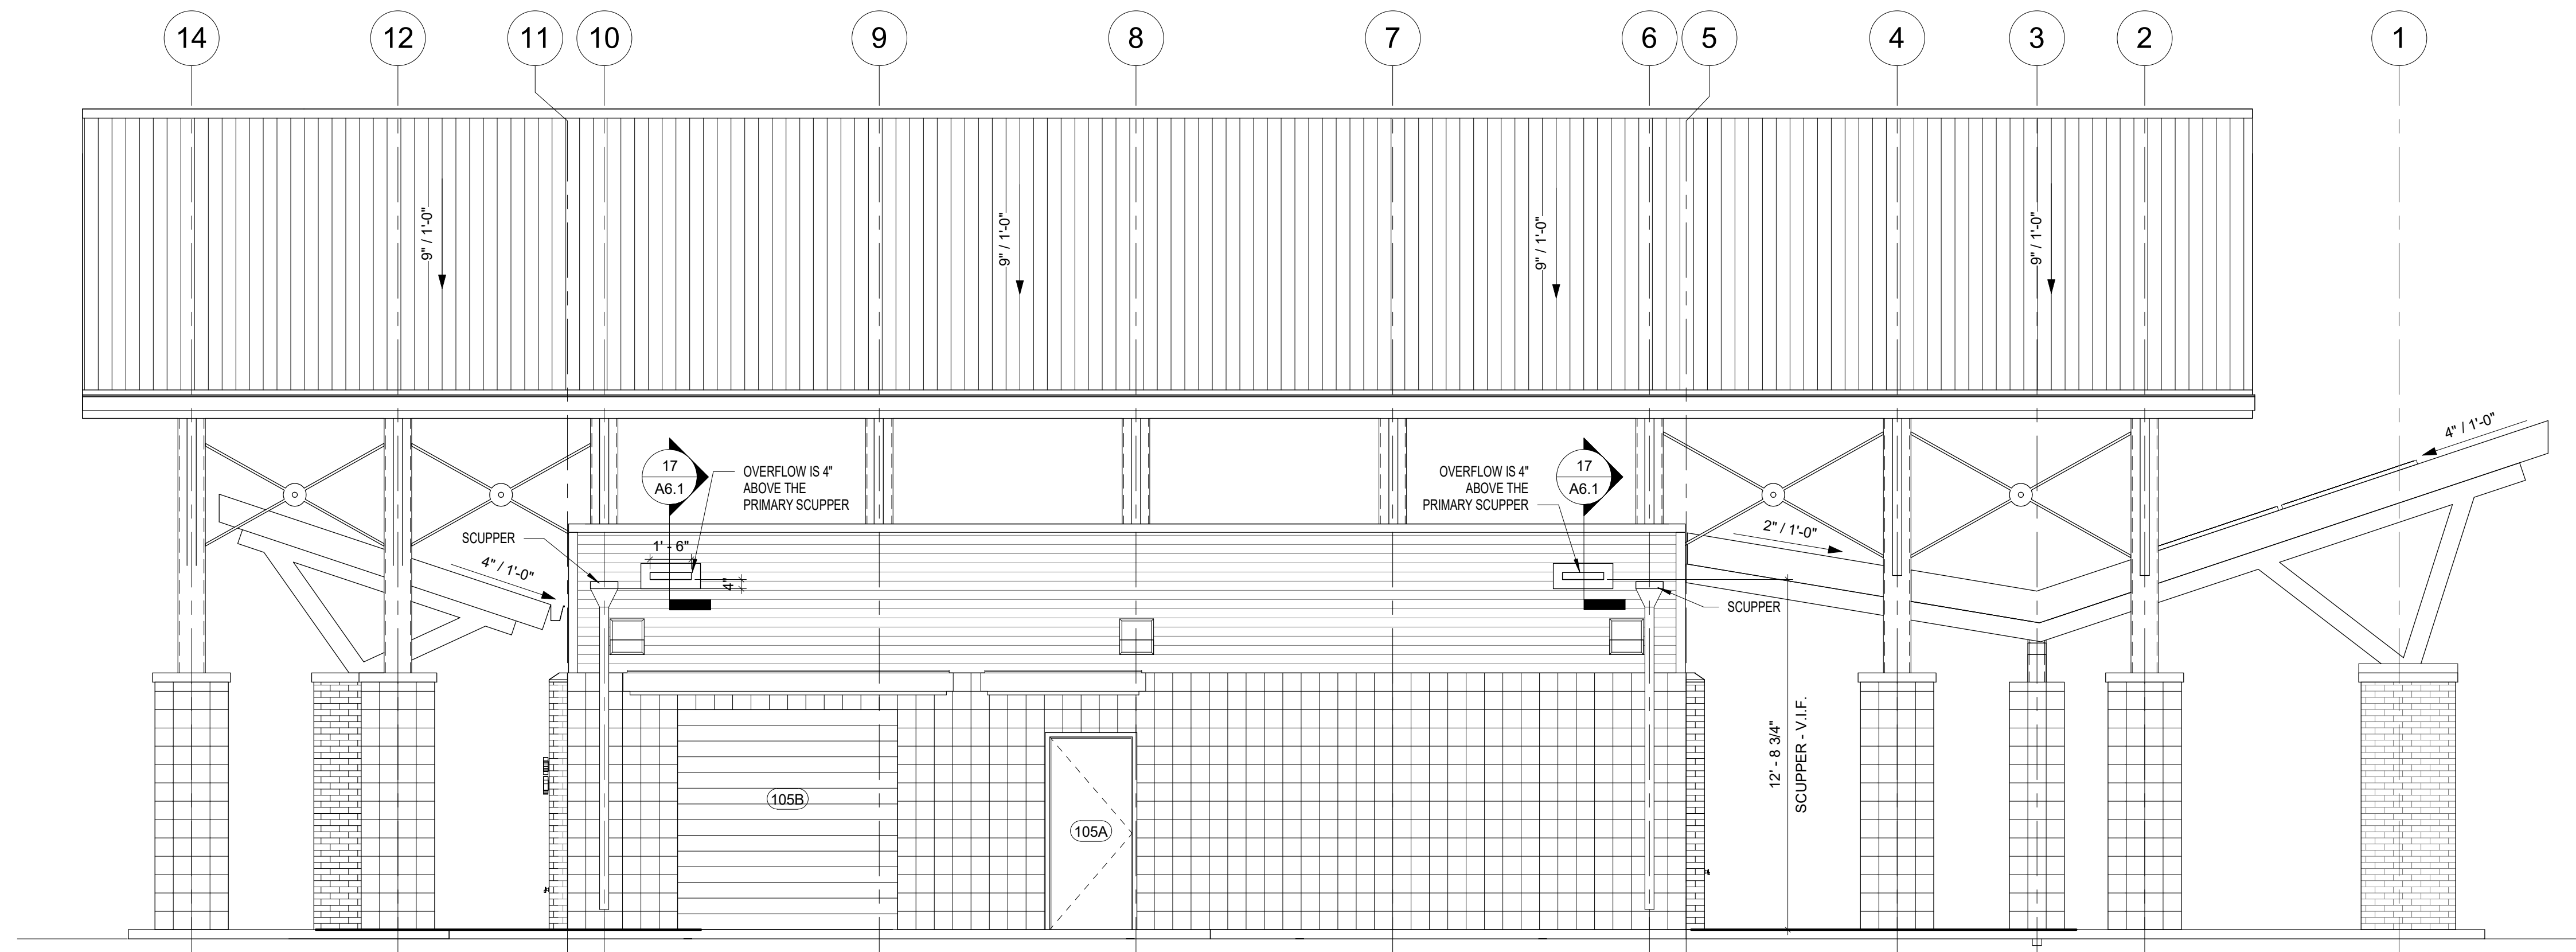 14
12
11
10
9
8
7
6
5
4
3
2
1
9" / 1'-0"
9" / 1'-0"
9" / 1'-0"
9" / 1'-0"
4" / 1'-0"
17
A6.1
OVERFLOW IS 4"
ABOVE THE
PRIMARY SCUPPER
OVERFLOW IS 4"
ABOVE THE
PRIMARY SCUPPER
17
A6.1
2" / 1'-0"
SCUPPER
1' - 6"
4"
4" / 1'-0"
SCUPPER
12' - 8 3/4"
SCUPPER - V.I.F.
105B
105A